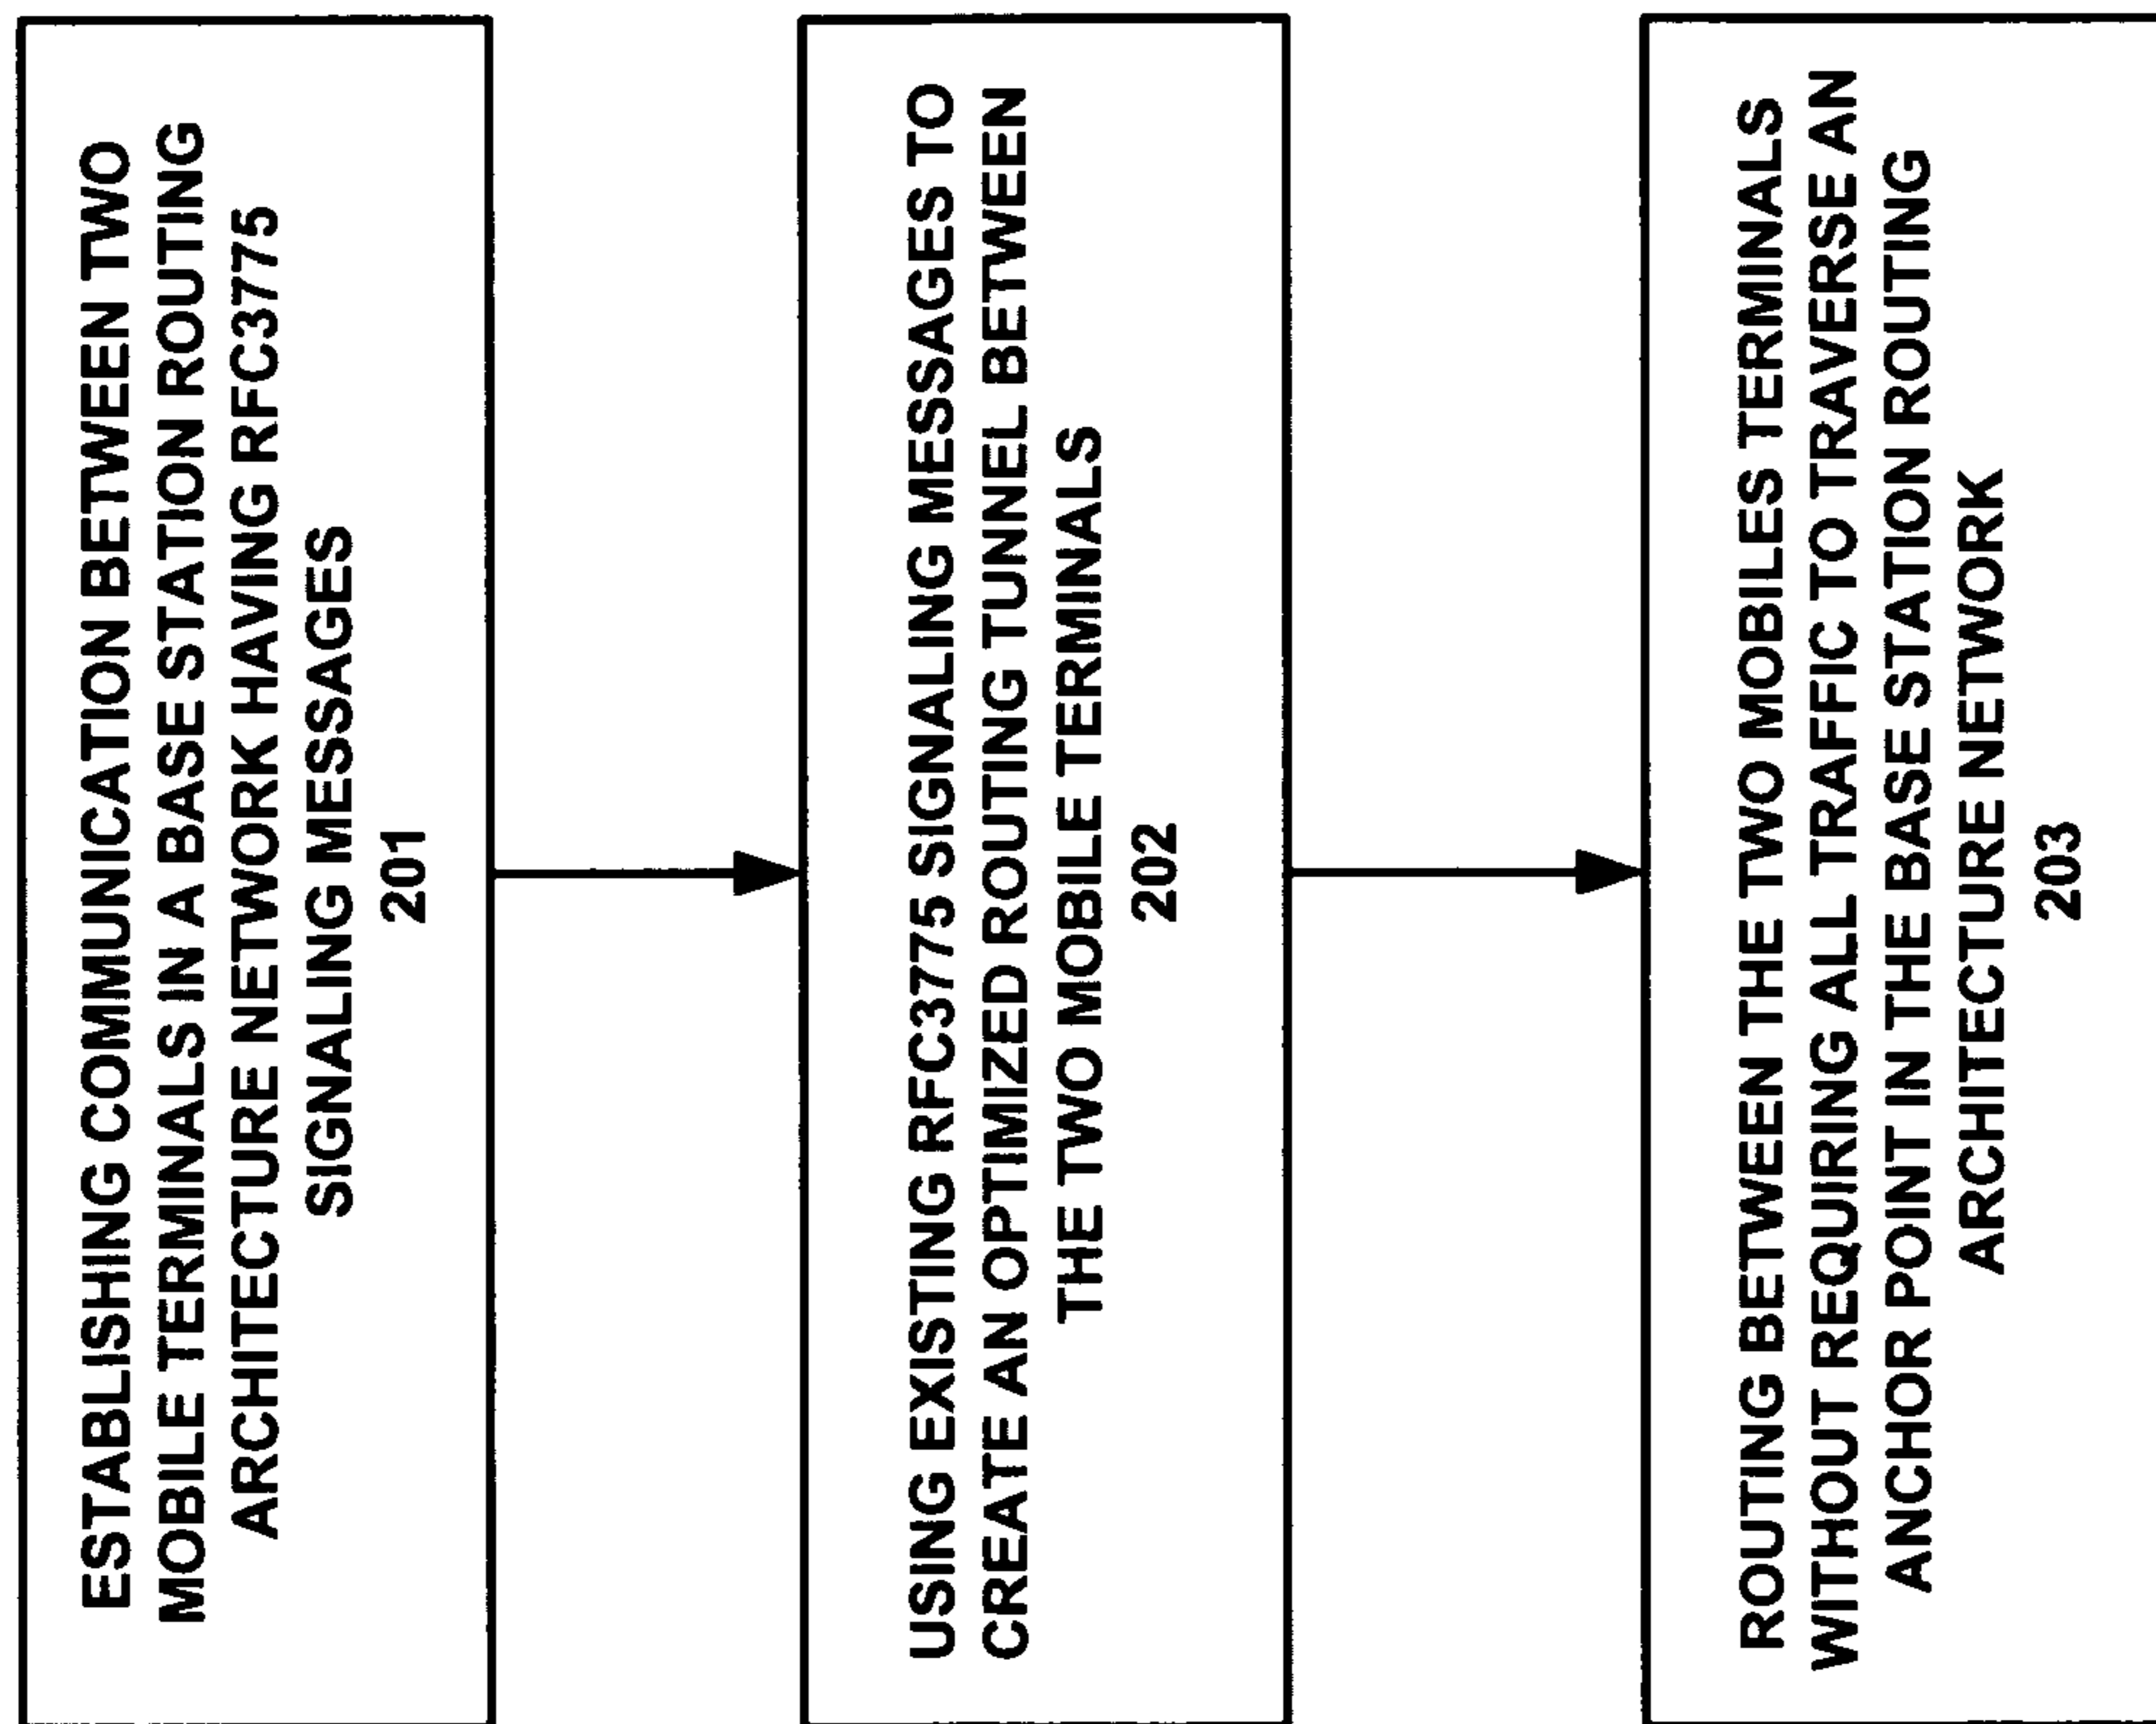 ESTABLISHING COMMUNICATION BETWEEN TWO
MOBILE TERMINALS IN A BASE STATION ROUTING
ARCHITECTURE NETWORK HAVING RFC3775
SIGNALING MESSAGES
201
USING EXISTING RFC3775 SIGNALING MESSAGES TO
CREATE AN OPTIMIZED ROUTING TUNNEL BETWEEN
THE TWO MOBILE TERMINALS
202
ROUTING BETWEEN THE TWO MOBILES TERMINALS
WITHOUT REQUIRING ALL TRAFFIC TO TRAVERSE AN
ANCHOR POINT IN THE BASE STATION ROUTING
ARCHITECTURE NETWORK
203